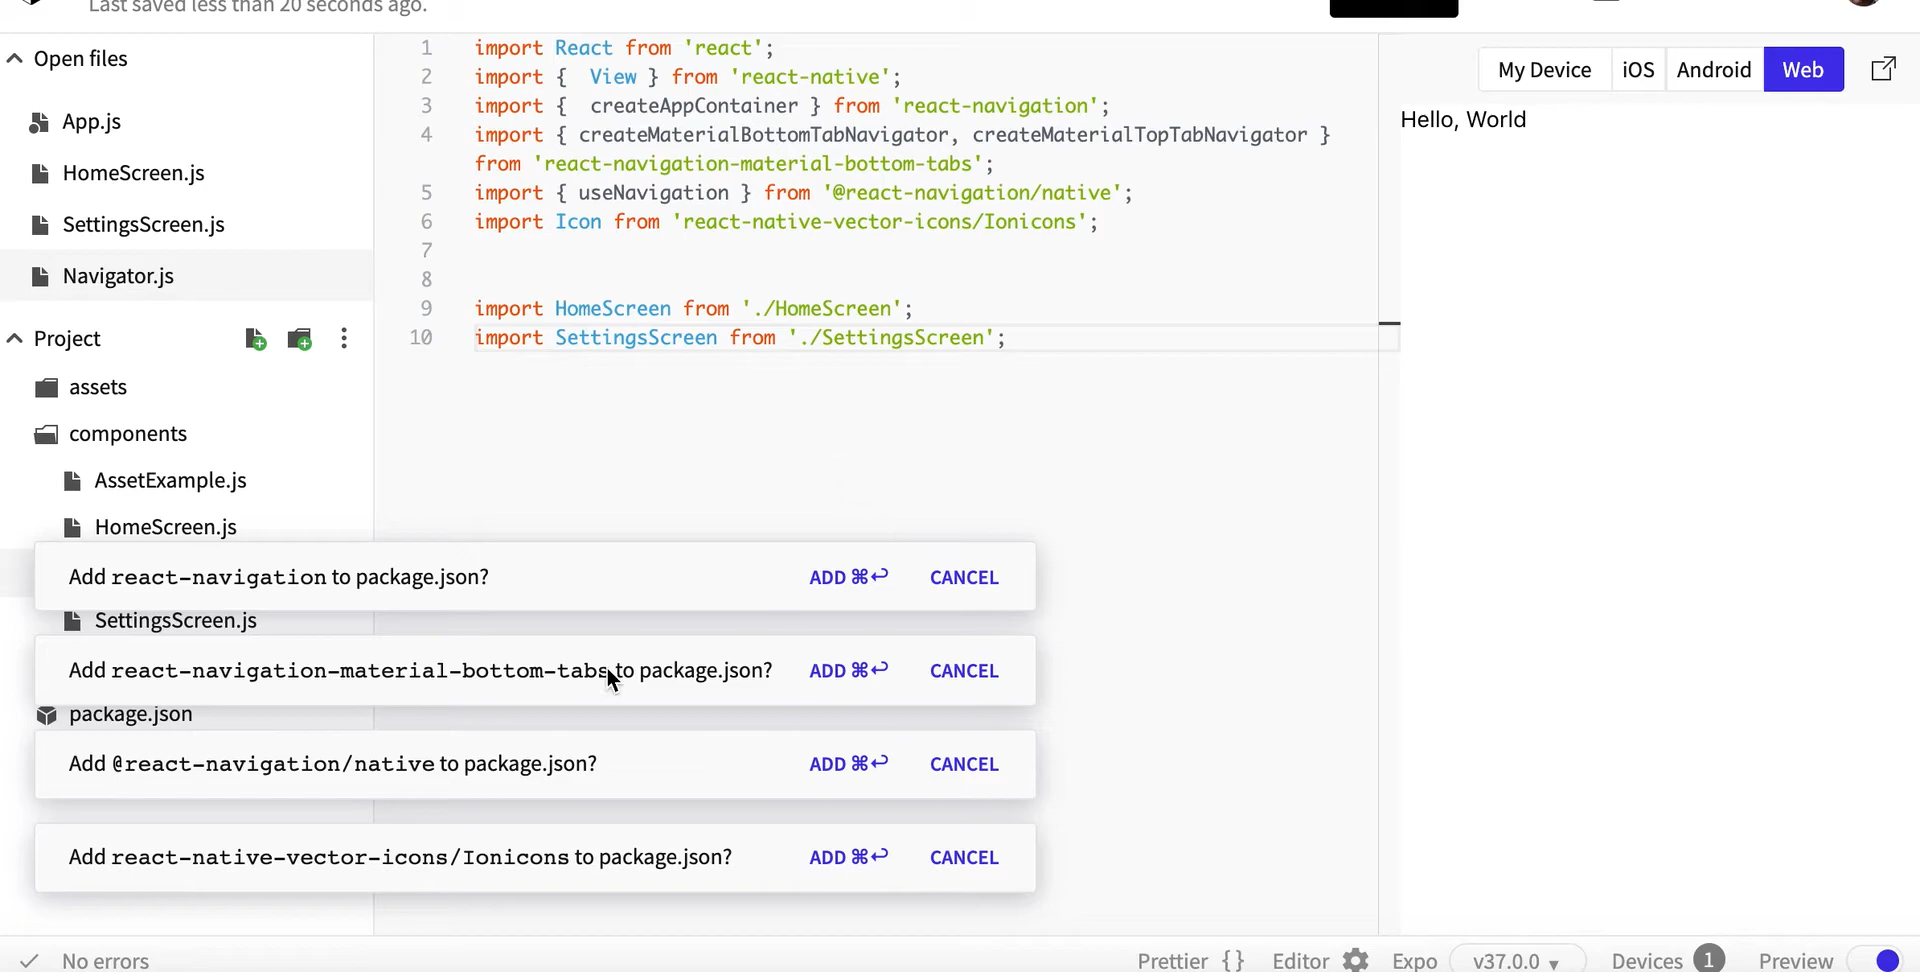 Last saved less than 20 seconds ago.
Open files
App.js
HomeScreen.js
SettingsScreen.js
Navigator.js
Project
assets
components
AssetExample.js
HomeScreen.js
SettingsScreen.js
package.json
1 import React from 'react';
2 import {  View } from 'react-native';
3 import {  createAppContainer } from 'react-navigation';
4 import { createMaterialBottomTabNavigator, createMaterialTopTabNavigator }
from 'react-navigation-material-bottom-tabs';
5 import { useNavigation } from '@react-navigation/native';
6 import Icon from 'react-native-vector-icons/Ionicons';
7
8
9 import HomeScreen from './HomeScreen';
10 import SettingsScreen from './SettingsScreen';
My Device iOS Android Web
Hello, World
Add react-navigation to package.json? ADD ⌘↩ CANCEL
Add react-navigation-material-bottom-tabs to package.json? ADD ⌘↩ CANCEL
Add @react-navigation/native to package.json? ADD ⌘↩ CANCEL
Add react-native-vector-icons/Ionicons to package.json? ADD ⌘↩ CANCEL
No errors Prettier {} Editor Expo v37.0.0 Devices 1 Preview